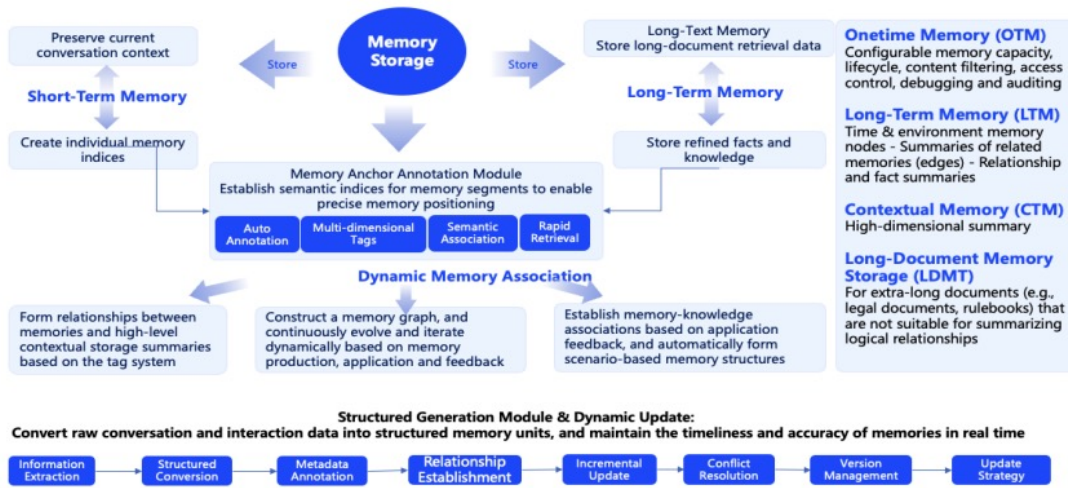 Preserve current
conversation context
Store
Short-Term Memory
Create individual memory
indices
Memory
Storage
Store
Long-Text Memory
Store long-document retrieval data
Long-Term Memory
Store refined facts and
knowledge
Memory Anchor Annotation Module
Establish semantic indices for memory segments to enable
precise memory positioning
Auto
Annotation
Multi-dimensional
Tags
Semantic
Association
Rapid
Retrieval
Dynamic Memory Association
Form relationships between
memories and high-level
contextual storage summaries
based on the tag system
Construct a memory graph, and
continuously evolve and iterate
dynamically based on memory
production, application and feedback
Establish memory-knowledge
associations based on application
feedback, and automatically form
scenario-based memory structures
Onetime Memory (OTM)
Configurable memory capacity,
lifecycle, content filtering, access
control, debugging and auditing
Long-Term Memory (LTM)
Time & environment memory
nodes - Summaries of related
memories (edges) - Relationship
and fact summaries
Contextual Memory (CTM)
High-dimensional summary
Long-Document Memory
Storage (LDMT)
For extra-long documents (e.g.,
legal documents, rulebooks) that
are not suitable for summarizing
logical relationships
Structured Generation Module & Dynamic Update:
Convert raw conversation and interaction data into structured memory units, and maintain the timeliness and accuracy of memories in real time
Information
Extraction
Structured
Conversion
Metadata
Annotation
Relationship
Establishment
Incremental
Update
Conflict
Resolution
Version
Management
Update
Strategy